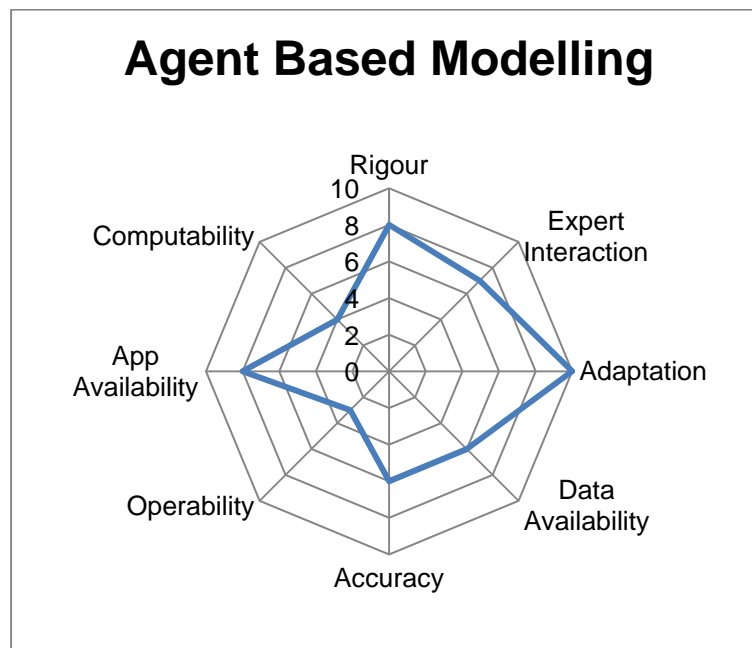 Agent Based Modelling
Rigour
10
8
6
4
2
0
Expert
Interaction
Adaptation
Data
Availability
Accuracy
Operability
App
Availability
Computability